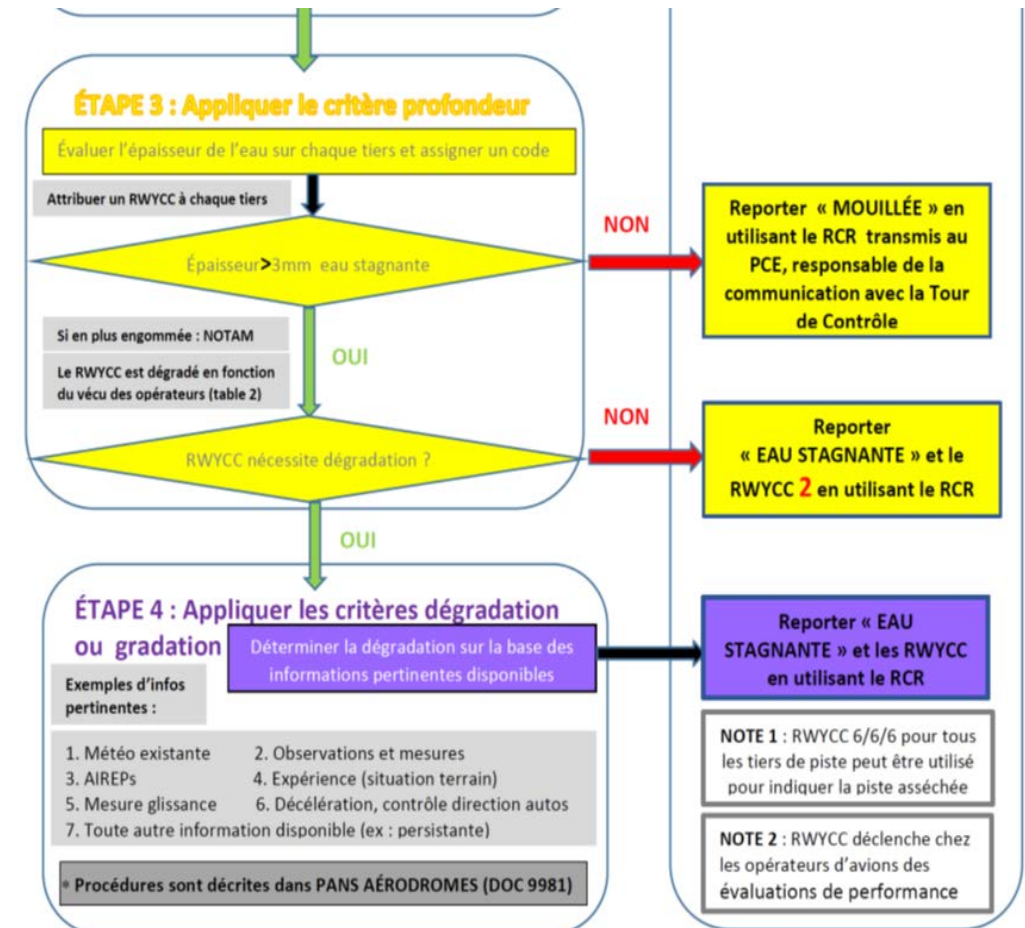 ÉTAPE 3 : Appliquer le critère profondeur
Évaluer l'épaisseur de l'eau sur chaque tiers et assigner un code
Attribuer un RWYCC à chaque tiers
Épaisseur>3mm eau stagnante
NON
Reporter « MOUILLÉE » en
utilisant le RCR transmis au
PCE, responsable de la
communication avec la Tour
de Contrôle
Si en plus engommée : NOTAM
OUI
Le RWYCC est dégradé en fonction
du vécu des opérateurs (table 2)
RWYCC nécessite dégradation ?
NON
Reporter
« EAU STAGNANTE » et le
RWYCC 2 en utilisant le RCR
OUI
ÉTAPE 4 : Appliquer les critères dégradation
ou gradation
Déterminer la dégradation sur la base des
informations pertinentes disponibles
Reporter « EAU
STAGNANTE » et les RWYCC
en utilisant le RCR
Exemples d'infos
pertinentes :
1. Météo existante 2. Observations et mesures
3. AIREPs 4. Expérience (situation terrain)
5. Mesure glissance 6. Décélération, contrôle direction autos
7. Toute autre information disponible (ex : persistante)
* Procédures sont décrites dans PANS AÉRODROMES (DOC 9981)
NOTE 1 : RWYCC 6/6/6 pour tous
les tiers de piste peut être utilisé
pour indiquer la piste asséchée
NOTE 2 : RWYCC déclenche chez
les opérateurs d'avions des
évaluations de performance